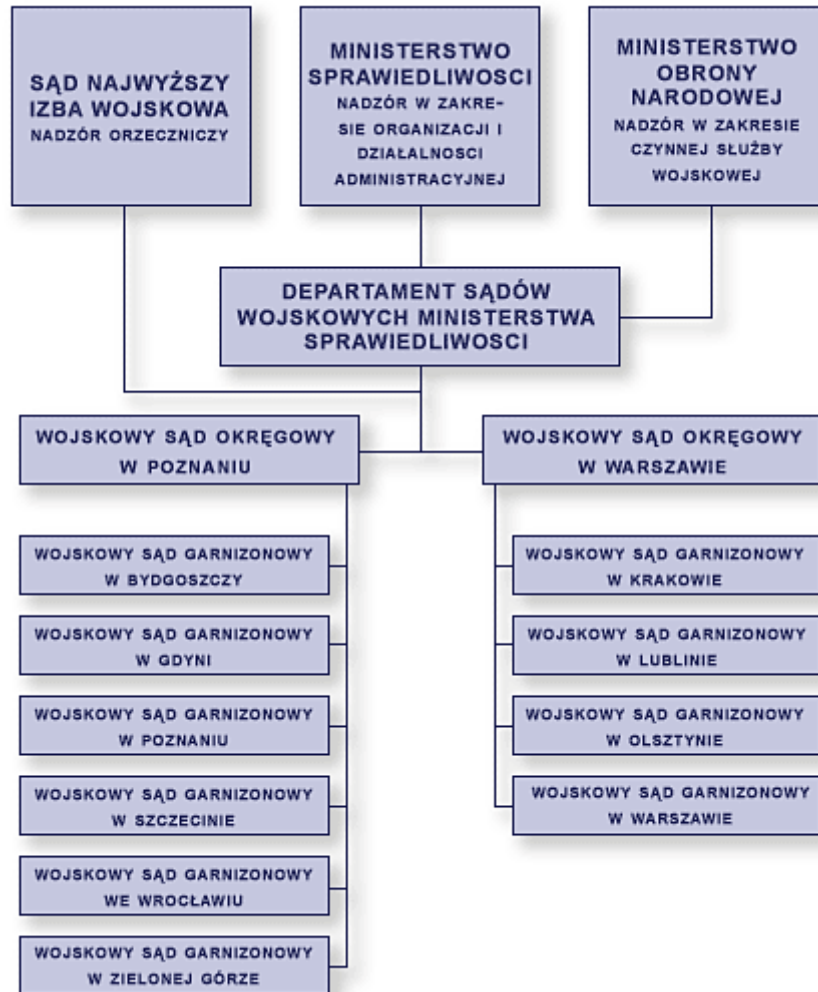 SĄD NAJWYŻSZY
IZBA WOJSKOWA
NADZÓR ORZECZNICZY
MINISTERSTWO
SPRAWIEDLIWOSCI
NADZÓR W ZAKRE-
SIE ORGANIZACJI I
DZIAŁALNOSCI
ADMINISTRACYJNEJ
MINISTERSTWO
OBRONY
NARODOWEJ
NADZÓR W ZAKRESIE
CZYNNEJ SŁUŻBY
WOJSKOWEJ
DEPARTAMENT SĄDÓW
WOJSKOWYCH MINISTERSTWA
SPRAWIEDLIWOSCI
WOJSKOWY SĄD OKRĘGOWY
W POZNANIU
WOJSKOWY SĄD GARNIZONOWY
W BYDGOSZCZY
WOJSKOWY SĄD GARNIZONOWY
W GDYNI
WOJSKOWY SĄD GARNIZONOWY
W POZNANIU
WOJSKOWY SĄD GARNIZONOWY
W SZCZECINIE
WOJSKOWY SĄD GARNIZONOWY
WE WROCŁAWIU
WOJSKOWY SĄD GARNIZONOWY
W ZIELONEJ GÓRZE
WOJSKOWY SĄD OKRĘGOWY
W WARSZAWIE
WOJSKOWY SĄD GARNIZONOWY
W KRAKOWIE
WOJSKOWY SĄD GARNIZONOWY
W LUBLINIE
WOJSKOWY SĄD GARNIZONOWY
W OLSZTYNIE
WOJSKOWY SĄD GARNIZONOWY
W WARSZAWIE